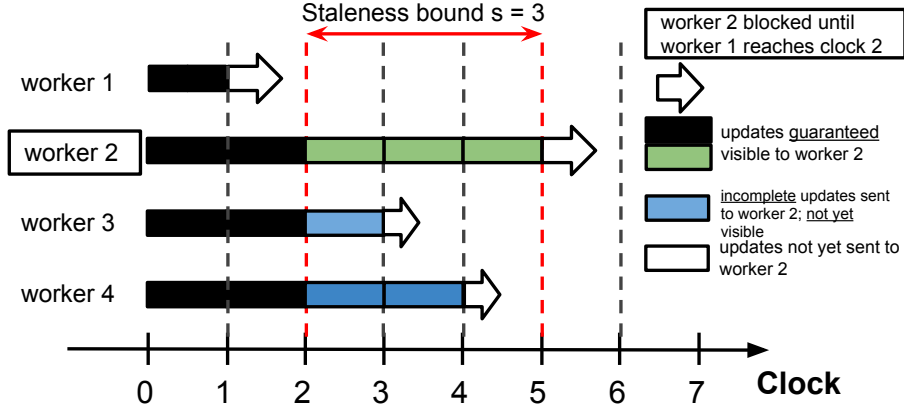 Staleness bound s = 3
worker 2 blocked until
worker 1 reaches clock 2
worker 1
worker 2
worker 3
worker 4
updates guaranteed
visible to worker 2
incomplete updates sent
to worker 2; not yet
visible
updates not yet sent to
worker 2
0 1 2 3 4 5 6 7 Clock